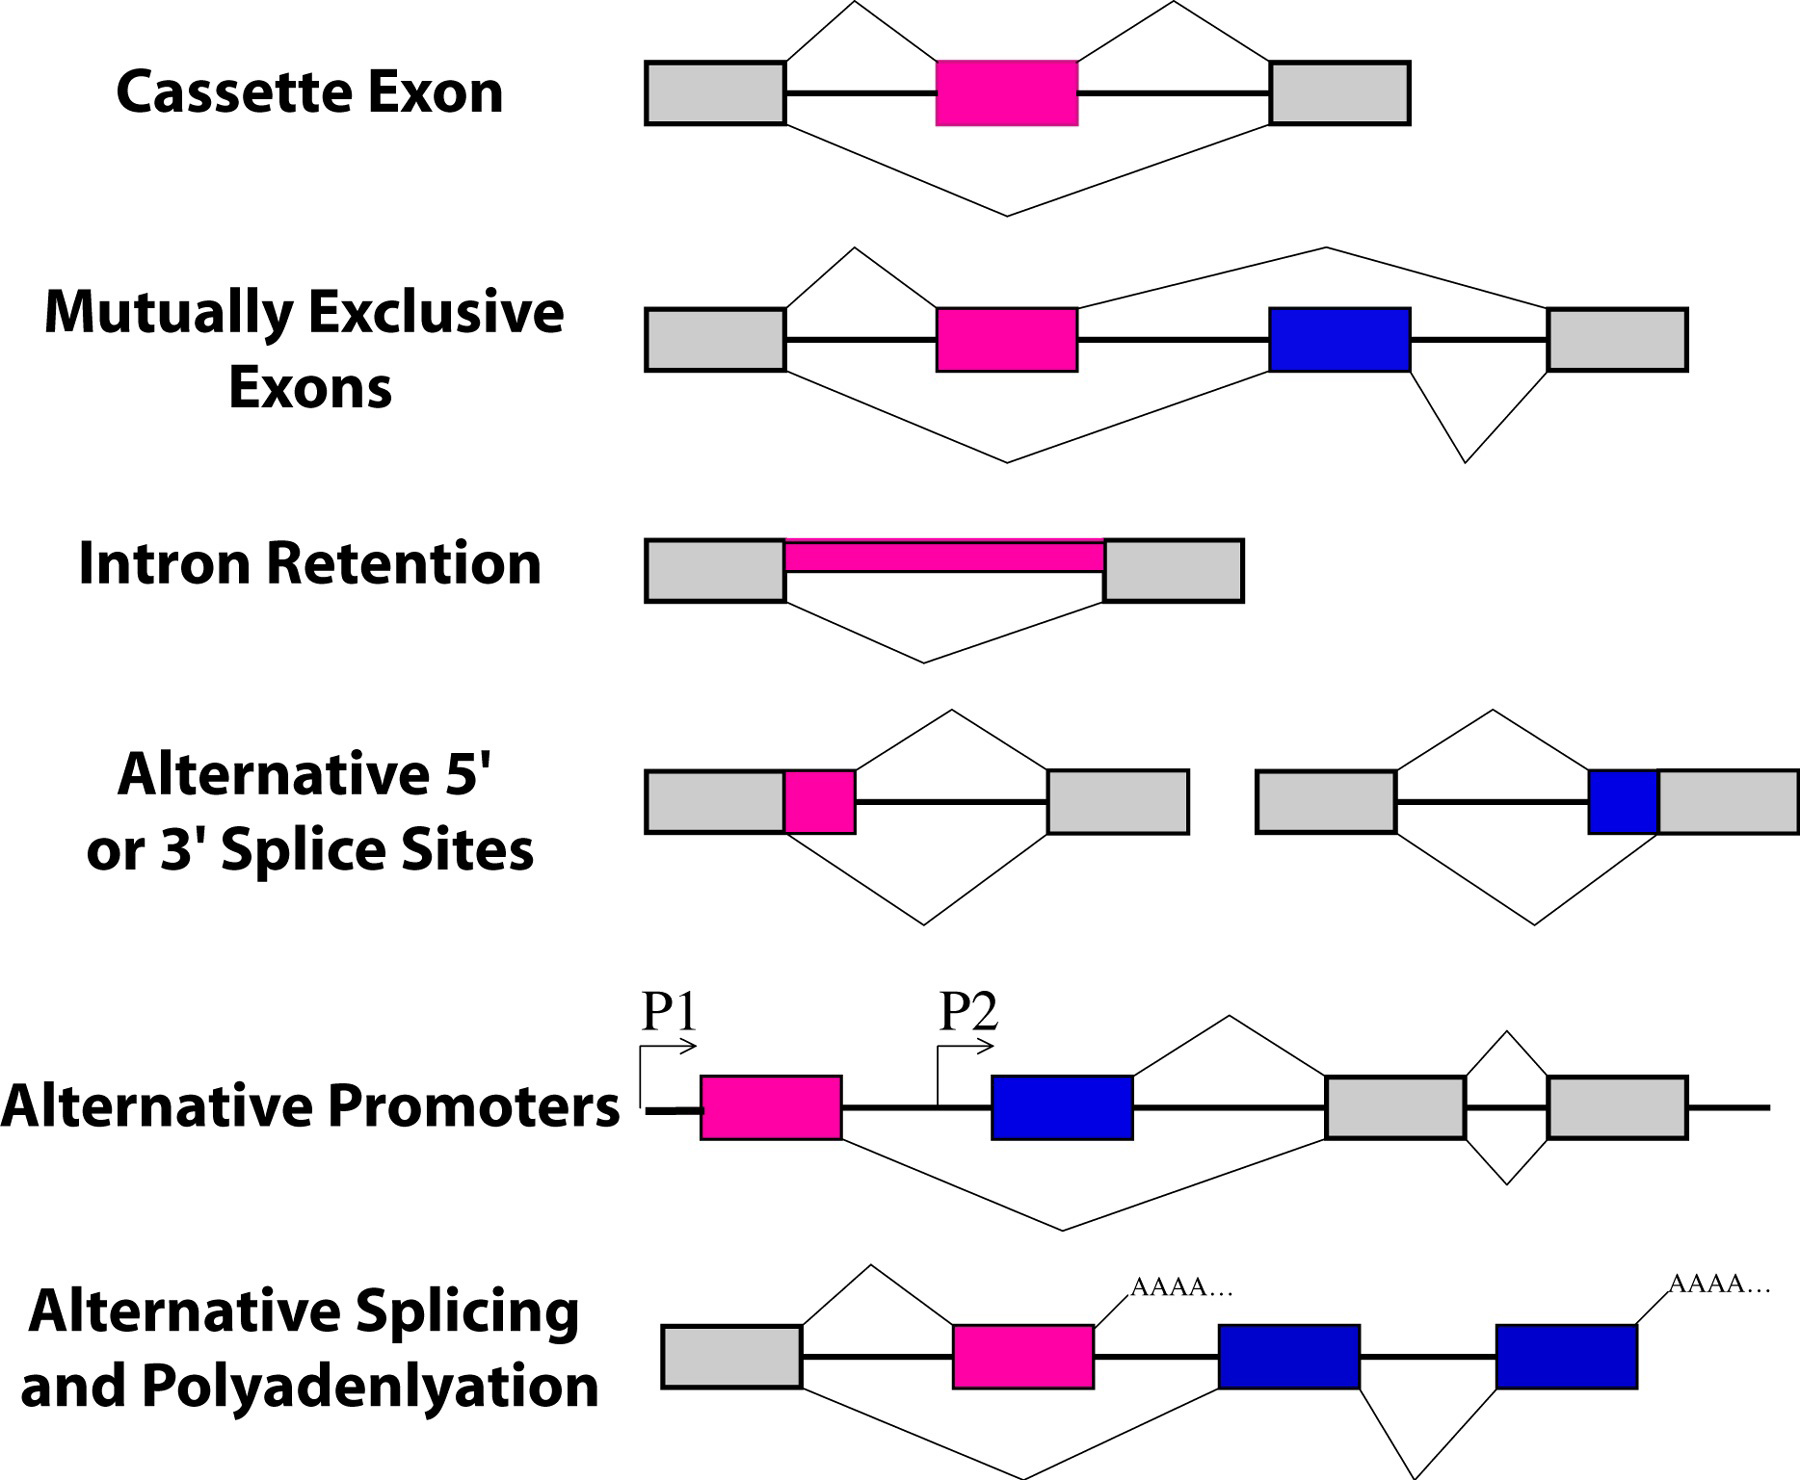 Cassette Exon
Mutually Exclusive
Exons
Intron Retention
Alternative 5'
or 3' Splice Sites
P1
P2
Alternative Promoters
Alternative Splicing
and Polyadenlyation
AAAA...
AAAA...